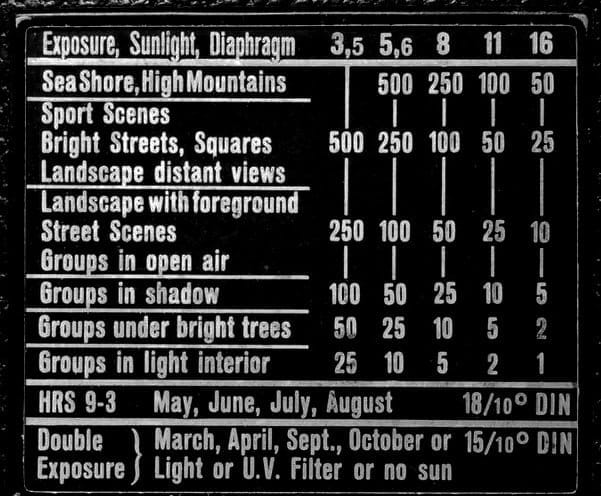 Exposure, Sunlight, Diaphragm 3,5 5,6 8 11 16
Sea Shore, High Mountains 500 250 100 50
Sport Scenes
Bright Streets, Squares 500 250 100 50 25
Landscape distant views
Landscape with foreground
Street Scenes 250 100 50 25 10
Groups in open air
Groups in shadow 100 50 25 10 5
Groups under bright trees 50 25 10 5 2
Groups in light interior 25 10 5 2 1
HRS 9-3 May, June, July, August 18/10° DIN
Double } March, April, Sept., October or 15/10° DIN
Exposure } Light or U.V. Filter or no sun